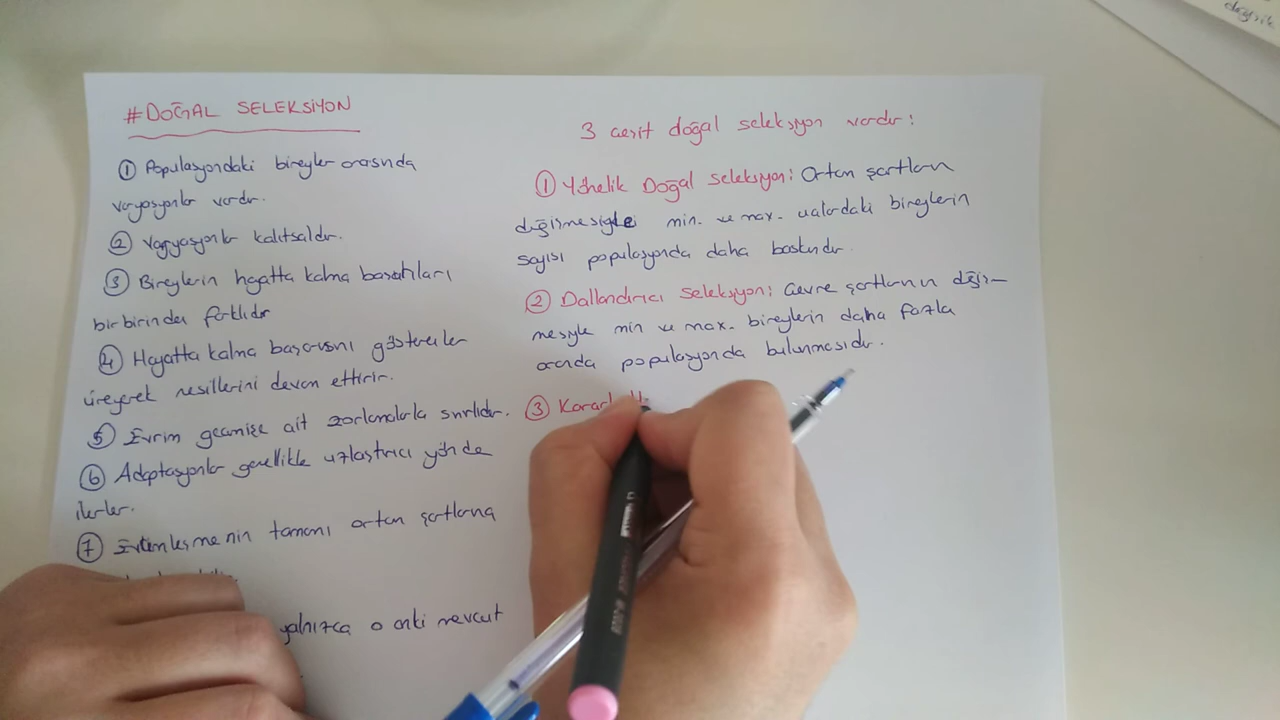 #DOĞAL SELEKSİYON
① Populasyondaki bireyler arasında
varyasyonlar vardır.
② Varyasyonlar kalıtsaldır.
③ Bireylerin hayatta kalma başarıları
birbirinden farklıdır
④ Hayatta kalma başarısını gösterenler
üreyerek nesillerini devam ettirir.
⑤ Evrim geçmişe ait zorlamalarla sınırlıdır.
⑥ Adaptasyonlar genellikle uzlaştırıcı yönde
ilerler.
⑦ Evrimleşmenin tamamı ortam şartlarına
yalnızca o anki mevcut
3 çeşit doğal seleksiyon vardır:
① Yönelik Doğal Seleksiyon: Ortam şartların
değişmesiyle min. ve max. uçlardaki bireylerin
sayısı populasyonda daha baskındır.
② Dallandırıcı Seleksiyon: Çevre şartlarının değiş-
mesiyle min ve max. bireylerin daha fazla
oranda populasyonda bulunmasıdır.
③ Kararlı
değişik